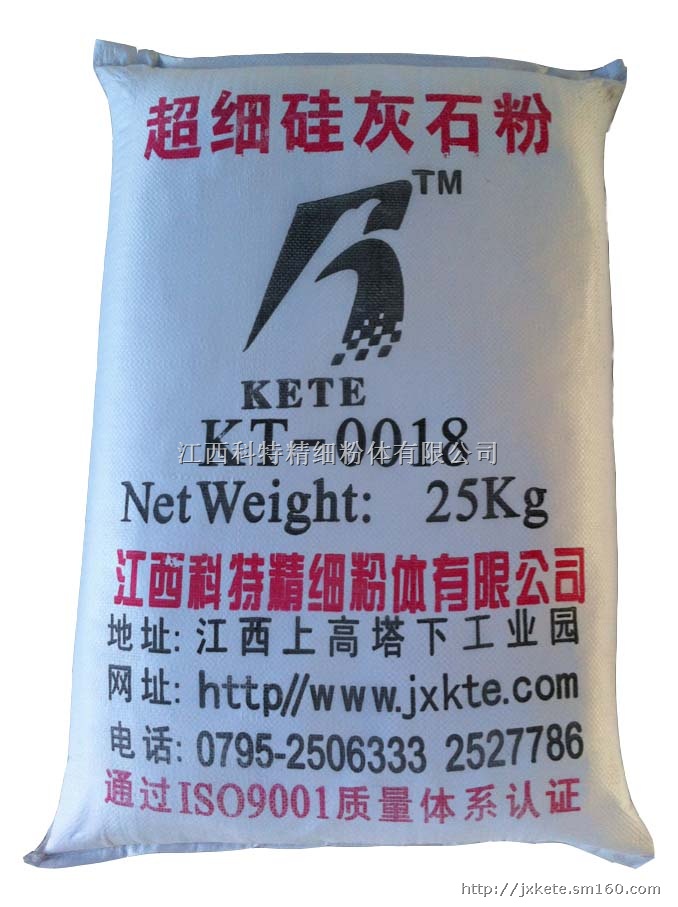 超细硅灰石粉
TM
KETE
KT-0018
江西科特精细粉体有限公司
Net Weight: 25Kg
江西科特精细粉体有限公司
地址: 江西上高塔下工业园
网址: http//www.jxkte.com
电话: 0795-2506333 2527786
通过ISO9001质量体系认证
http://jxkete.sm160.com